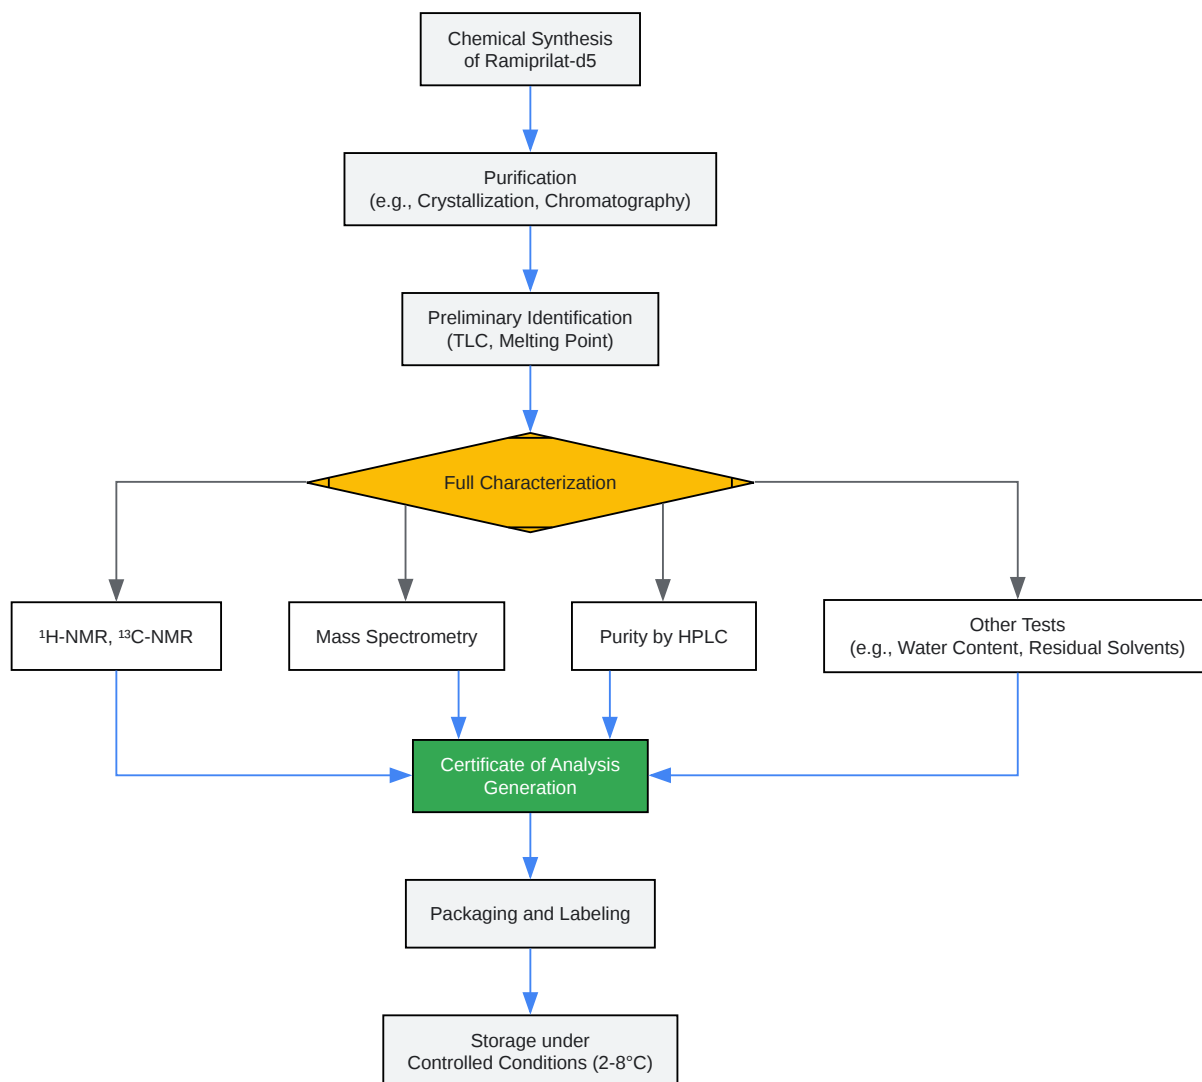 Chemical Synthesis
of Ramiprilat-d5
Purification
(e.g., Crystallization, Chromatography)
Preliminary Identification
(TLC, Melting Point)
Full Characterization
¹H-NMR, ¹³C-NMR
Mass Spectrometry
Purity by HPLC
Other Tests
(e.g., Water Content, Residual Solvents)
Certificate of Analysis
Generation
Packaging and Labeling
Storage under
Controlled Conditions (2-8°C)